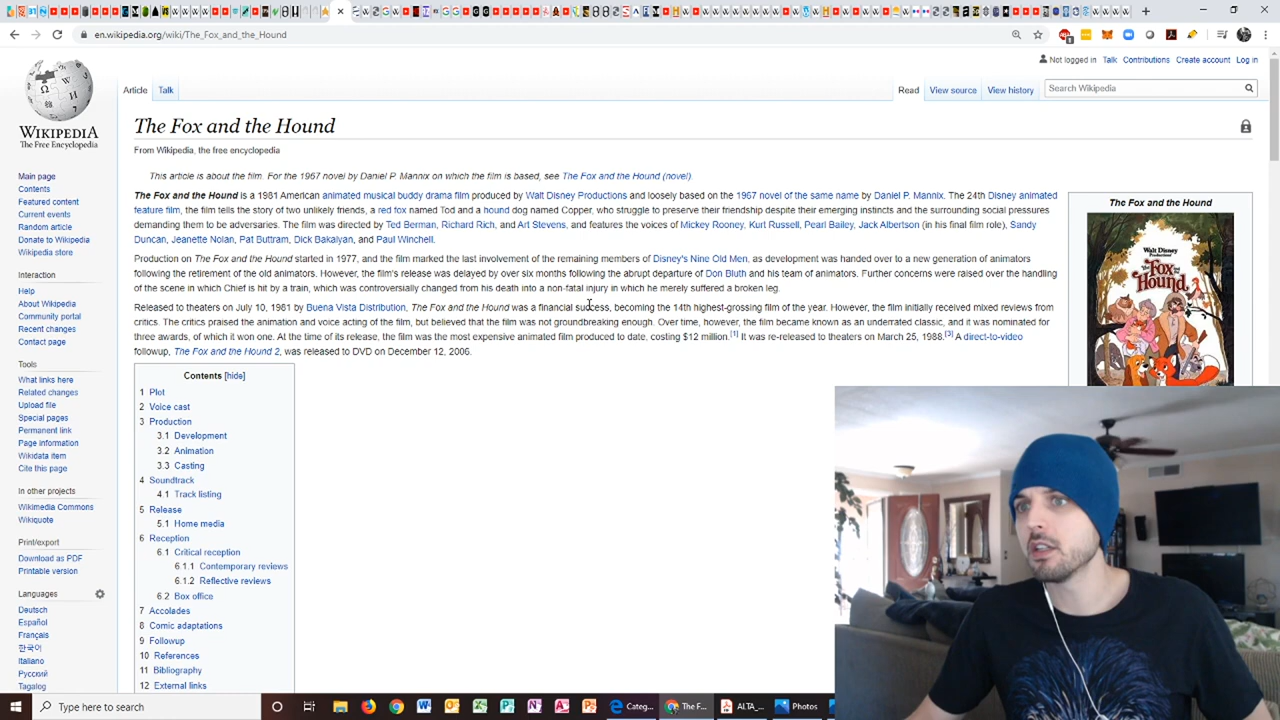 en.wikipedia.org/wiki/The_Fox_and_the_Hound
Not logged in Talk Contributions Create account Log in
Article Talk Read View source View history Search Wikipedia
WIKIPEDIA
The Free Encyclopedia
Main page
Contents
Featured content
Current events
Random article
Donate to Wikipedia
Wikipedia store
Interaction
Help
About Wikipedia
Community portal
Recent changes
Contact page
Tools
What links here
Related changes
Upload file
Special pages
Permanent link
Page information
Wikidata item
Cite this page
In other projects
Wikimedia Commons
Wikiquote
Print/export
Download as PDF
Printable version
Languages
Deutsch
Español
Français
한국어
Italiano
Русский
Tagalog
The Fox and the Hound
From Wikipedia, the free encyclopedia
This article is about the film. For the 1967 novel by Daniel P. Mannix on which the film is based, see The Fox and the Hound (novel).
The Fox and the Hound is a 1981 American animated musical buddy drama film produced by Walt Disney Productions and loosely based on the 1967 novel of the same name by Daniel P. Mannix. The 24th Disney animated
feature film, the film tells the story of two unlikely friends, a red fox named Tod and a hound dog named Copper, who struggle to preserve their friendship despite their emerging instincts and the surrounding social pressures
demanding them to be adversaries. The film was directed by Ted Berman, Richard Rich, and Art Stevens, and features the voices of Mickey Rooney, Kurt Russell, Pearl Bailey, Jack Albertson (in his final film role), Sandy
Duncan, Jeanette Nolan, Pat Buttram, Dick Bakalyan, and Paul Winchell.
Production on The Fox and the Hound started in 1977, and the film marked the last involvement of the remaining members of Disney's Nine Old Men, as development was handed over to a new generation of animators
following the retirement of the old animators. However, the film's release was delayed by over six months following the abrupt departure of Don Bluth and his team of animators. Further concerns were raised over the handling
of the scene in which Chief is hit by a train, which was controversially changed from his death into a non-fatal injury in which he merely suffered a broken leg.
Released to theaters on July 10, 1981 by Buena Vista Distribution, The Fox and the Hound was a financial success, becoming the 14th highest-grossing film of the year. However, the film initially received mixed reviews from
critics. The critics praised the animation and voice acting of the film, but believed that the film was not groundbreaking enough. Over time, however, the film became known as an underrated classic, and it was nominated for
three awards, of which it won one. At the time of its release, the film was the most expensive animated film produced to date, costing $12 million.[1] It was re-released to theaters on March 25, 1988.[3] A direct-to-video
followup, The Fox and the Hound 2, was released to DVD on December 12, 2006.
Contents [hide]
1 Plot
2 Voice cast
3 Production
3.1 Development
3.2 Animation
3.3 Casting
4 Soundtrack
4.1 Track listing
5 Release
5.1 Home media
6 Reception
6.1 Critical reception
6.1.1 Contemporary reviews
6.1.2 Reflective reviews
6.2 Box office
7 Accolades
8 Comic adaptations
9 Followup
10 References
11 Bibliography
12 External links
The Fox and the Hound
Walt Disney
Productions
The Fox and the Hound
Type here to search
Categ...
The F...
ALTA_...
Photos